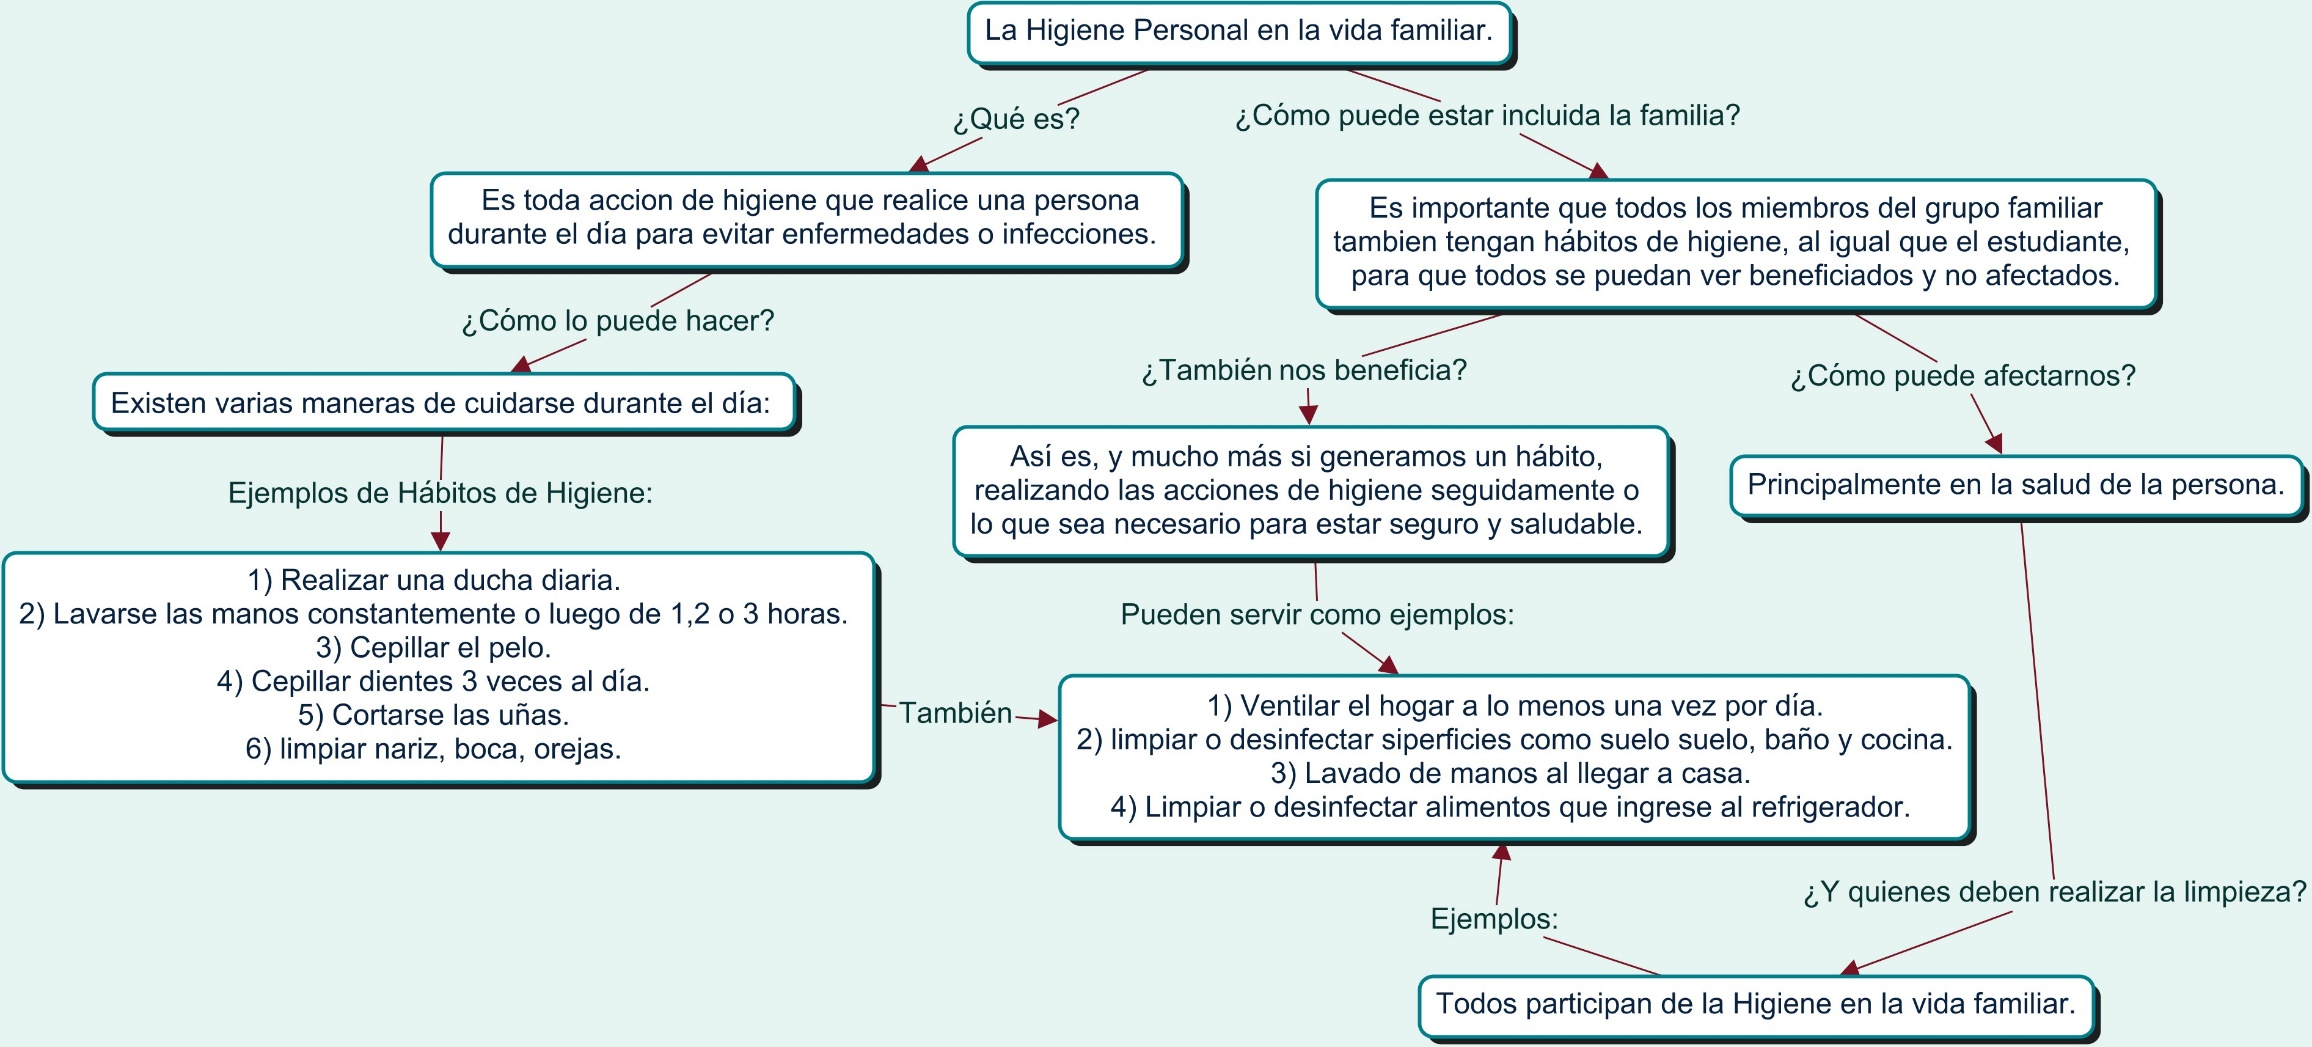 La Higiene Personal en la vida familiar.
¿Qué es?
¿Cómo puede estar incluida la familia?
Es toda accion de higiene que realice una persona
durante el día para evitar enfermedades o infecciones.
Es importante que todos los miembros del grupo familiar
tambien tengan hábitos de higiene, al igual que el estudiante,
para que todos se puedan ver beneficiados y no afectados.
¿Cómo lo puede hacer?
¿También nos beneficia?
¿Cómo puede afectarnos?
Existen varias maneras de cuidarse durante el día:
Así es, y mucho más si generamos un hábito,
realizando las acciones de higiene seguidamente o
lo que sea necesario para estar seguro y saludable.
Principalmente en la salud de la persona.
Ejemplos de Hábitos de Higiene:
1) Realizar una ducha diaria.
2) Lavarse las manos constantemente o luego de 1,2 o 3 horas.
3) Cepillar el pelo.
4) Cepillar dientes 3 veces al día.
5) Cortarse las uñas.
6) limpiar nariz, boca, orejas.
Pueden servir como ejemplos:
También
1) Ventilar el hogar a lo menos una vez por día.
2) limpiar o desinfectar siperficies como suelo suelo, baño y cocina.
3) Lavado de manos al llegar a casa.
4) Limpiar o desinfectar alimentos que ingrese al refrigerador.
¿Y quienes deben realizar la limpieza?
Ejemplos:
Todos participan de la Higiene en la vida familiar.